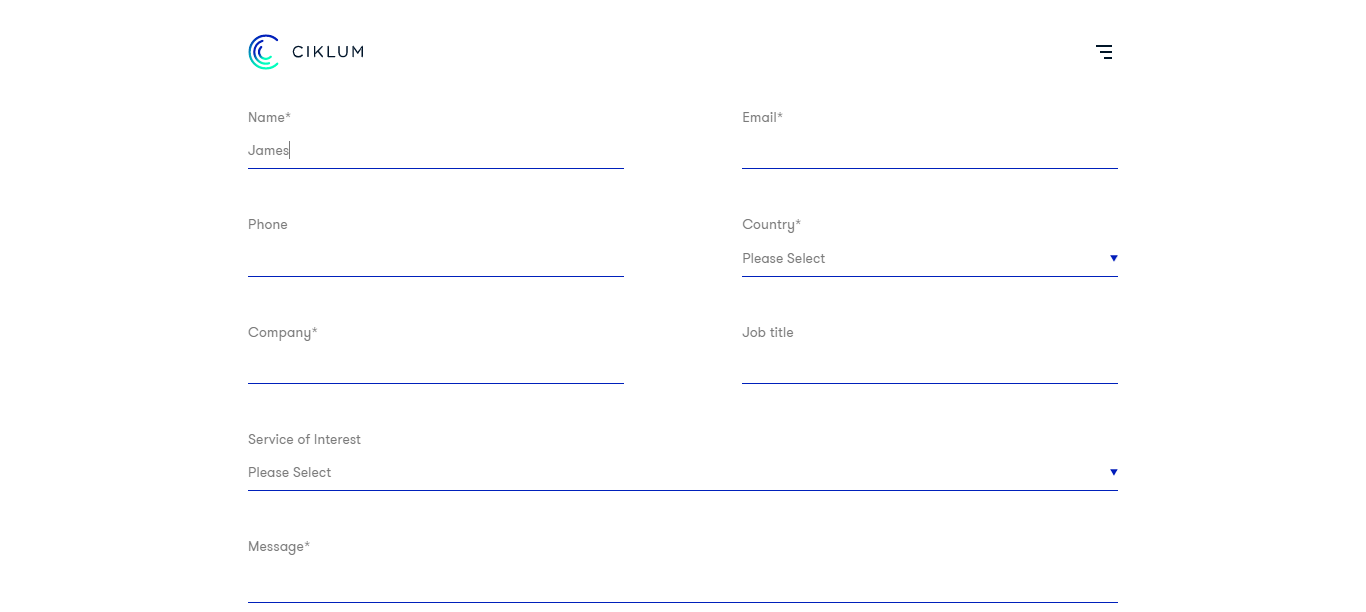 CIKLUM
Name*
Email*
James
Phone
Country*
Please Select
Company*
Job title
Service of Interest
Please Select
Message*